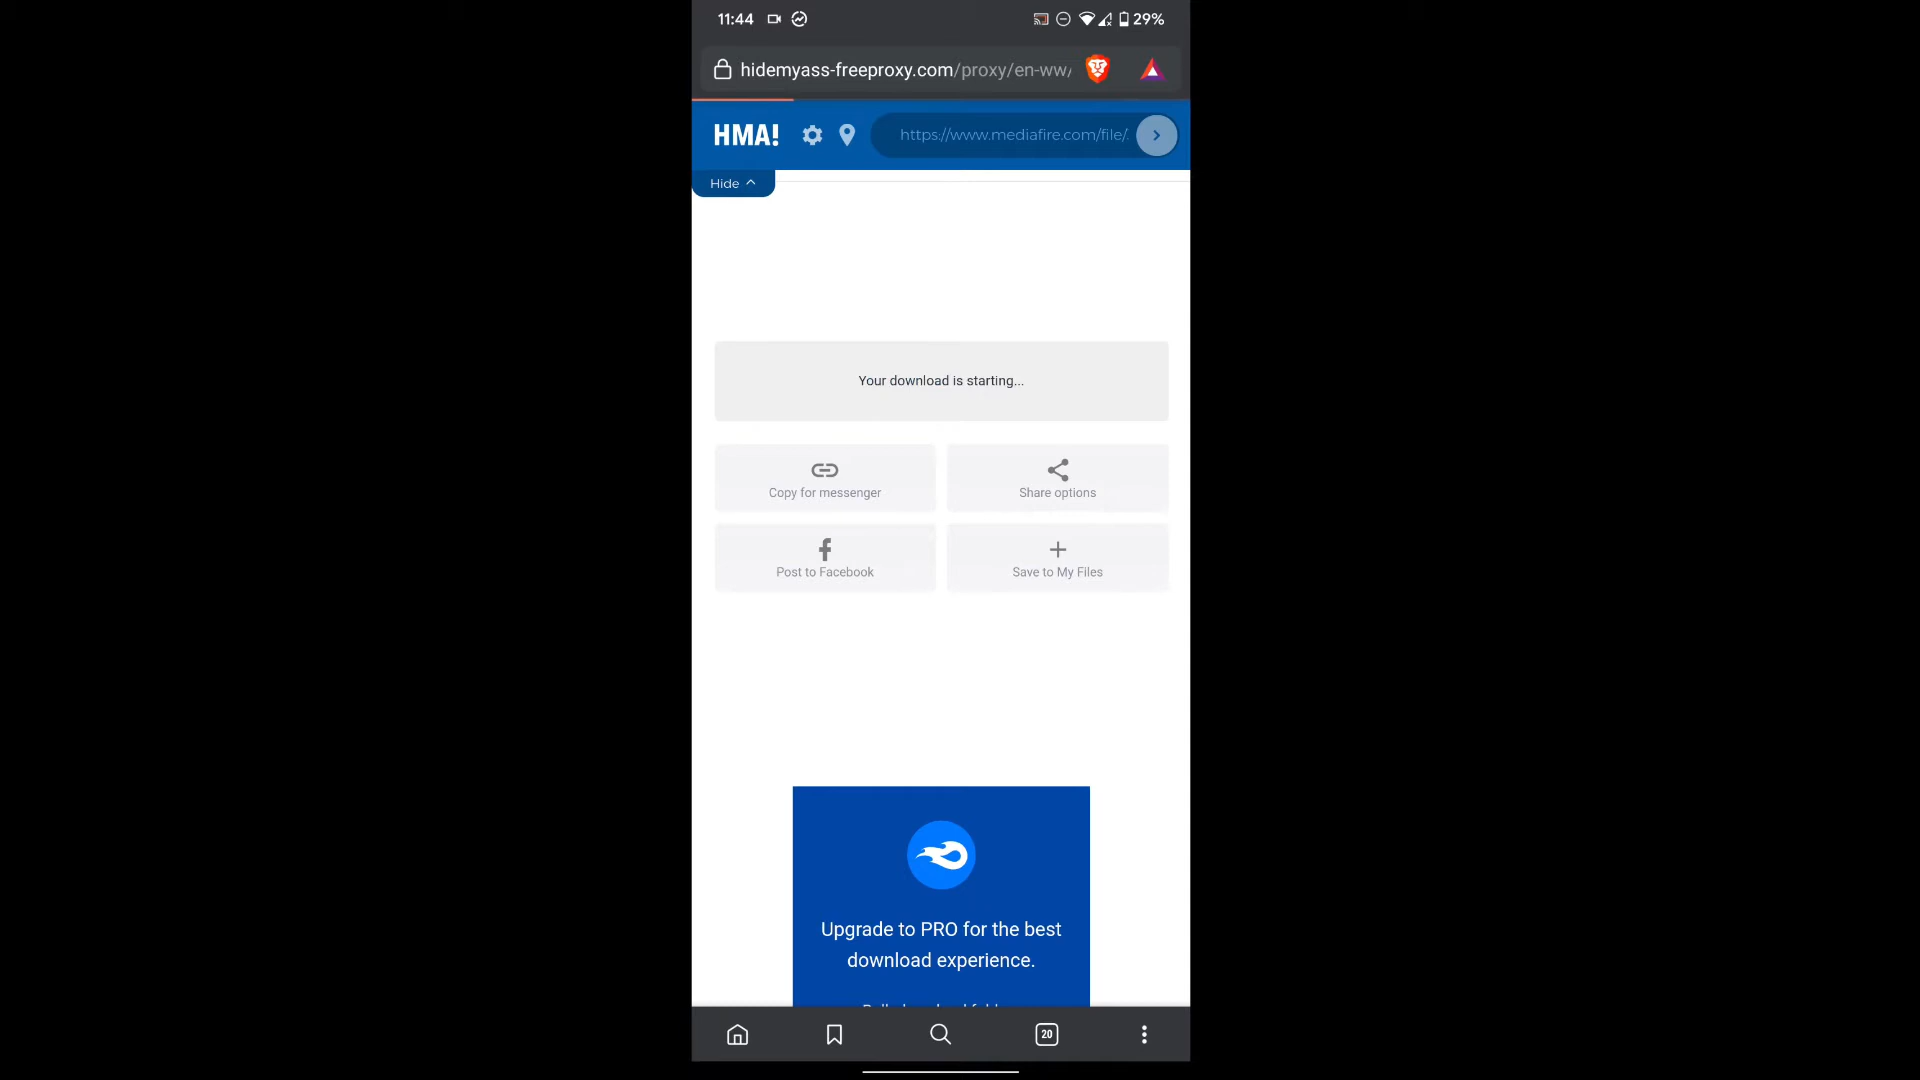 11:44
29%
hidemyass-freeproxy.com/proxy/en-ww/
HMA!
https://www.mediafire.com/file/
Hide
Your download is starting...
Copy for messenger
Share options
Post to Facebook
Save to My Files
Upgrade to PRO for the best
download experience.
20